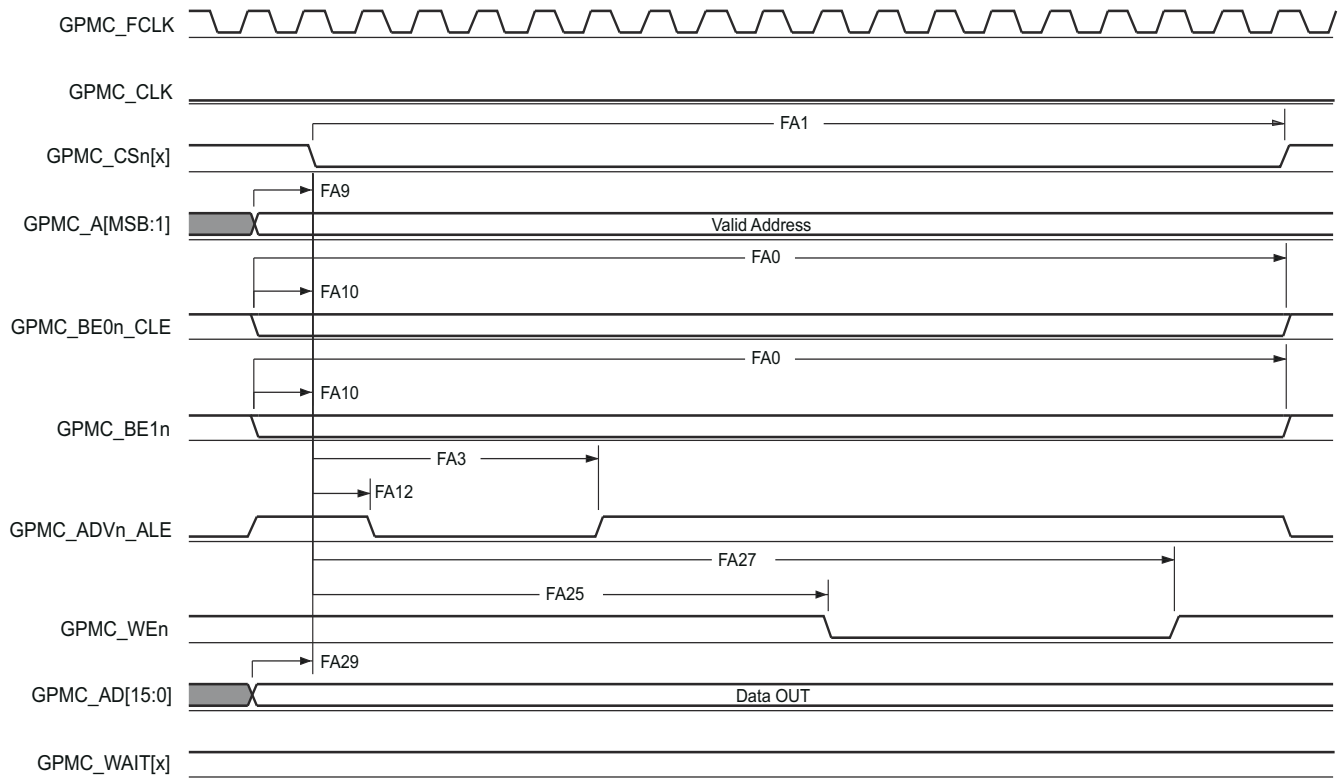 GPMC_FCLK
GPMC_CLK
FA1
GPMC_CSn[x]
FA9
GPMC_A[MSB:1]
Valid Address
FA0
FA10
GPMC_BE0n_CLE
FA0
FA10
GPMC_BE1n
FA3
FA12
GPMC_ADVn_ALE
FA27
FA25
GPMC_WEn
FA29
GPMC_AD[15:0]
Data OUT
GPMC_WAIT[x]